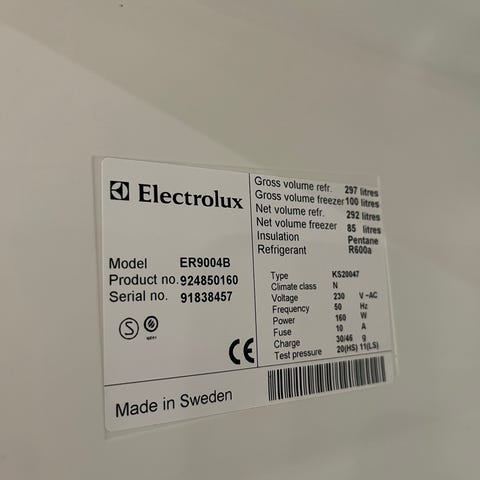 Electrolux
Model ER9004B
Product no. 924850160
Serial no. 91838457
S
CE
Made in Sweden
Gross volume refr. 297 litres
Gross volume freezer 100 litres
Net volume refr. 292 litres
Net volume freezer 85 litres
Insulation Pentane
Refrigerant R600a
Type KS20047
Climate class N
Voltage 230 V ~AC
Frequency 50 Hz
Power 160 W
Fuse 10 A
Charge 30/46 g
Test pressure 20(HS) 11(LS)